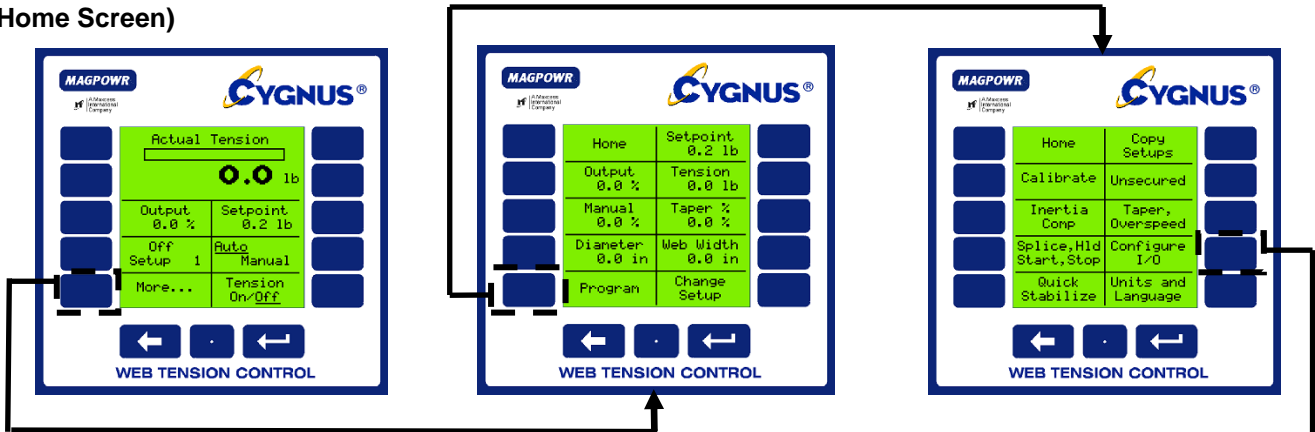 Home Screen)
MAGPOWR
A Maxcess
International
Company
CYGNUS®
Actual Tension
0.0 lb
Output
0.0 %
Setpoint
0.2 lb
Off
Setup 1
Auto
Manual
More...
Tension
On/Off
WEB TENSION CONTROL
MAGPOWR
A Maxcess
International
Company
CYGNUS®
Home
Setpoint
0.2 lb
Output
0.0 %
Tension
0.0 lb
Manual
0.0 %
Taper %
0.0 %
Diameter
0.0 in
Web Width
0.0 in
Program
Change
Setup
WEB TENSION CONTROL
MAGPOWR
A Maxcess
International
Company
CYGNUS®
Home
Copy
Setups
Calibrate
Unsecured
Inertia
Comp
Taper,
Overspeed
Splice,Hld
Start,Stop
Configure
I/O
Quick
Stabilize
Units and
Language
WEB TENSION CONTROL